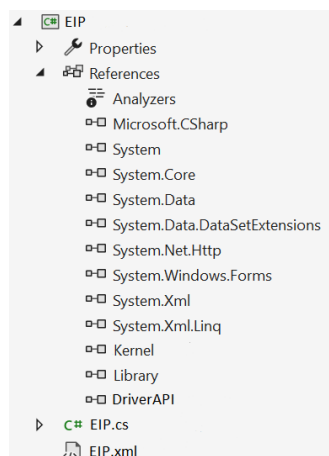 C# EIP
Properties
References
Analyzers
Microsoft.CSharp
System
System.Core
System.Data
System.Data.DataSetExtensions
System.Net.Http
System.Windows.Forms
System.Xml
System.Xml.Linq
Kernel
Library
DriverAPI
C# EIP.cs
EIP.xml